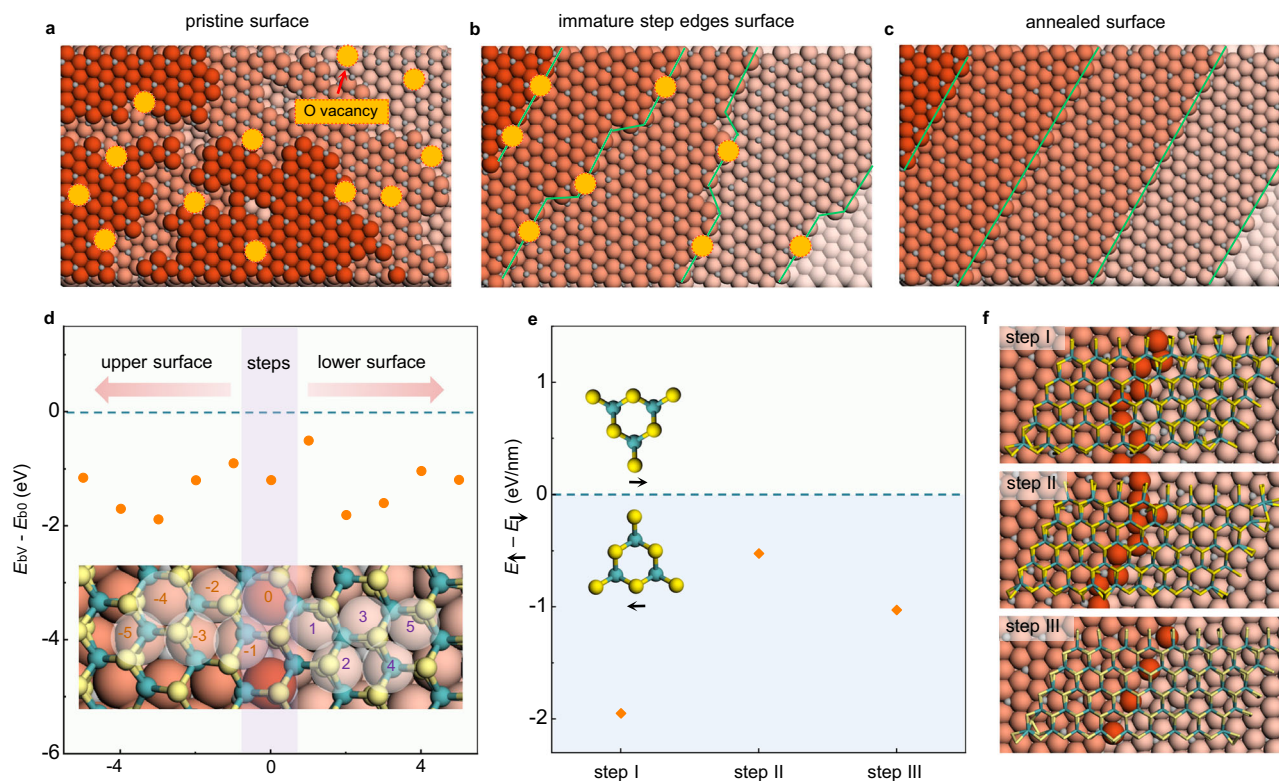 pristine surface
immature step edges surface
annealed surface
a
b
c
O vacancy
d
e
f
upper surface
steps
lower surface
step I
step II
step III
EbV - Eb0 (eV)
0
-2
-4
-6
-4
0
4
-5
-4
-3
-2
-1
0
1
2
3
4
5
E↑ – E↓ (eV/nm)
1
0
-1
-2
step I
step II
step III